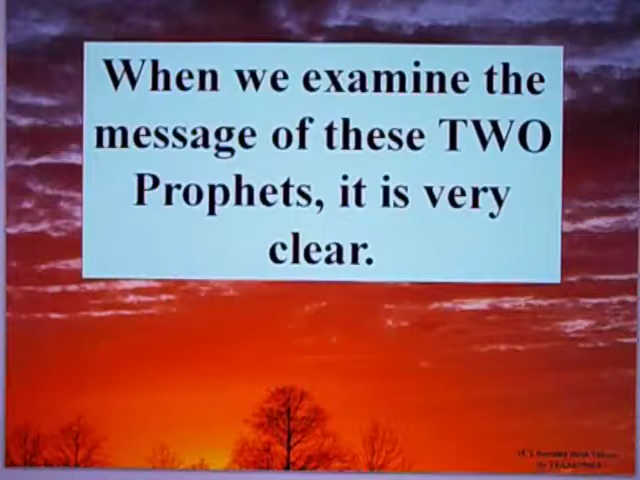 When we examine the
message of these TWO
Prophets, it is very
clear.